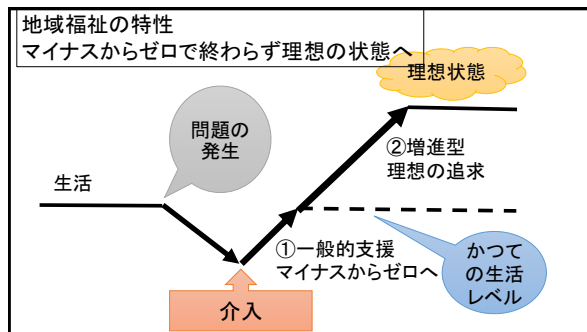 地域福祉の特性
マイナスからゼロで終わらず理想の状態へ
理想状態
問題の
発生
②増進型
理想の追求
生活
①一般的支援
マイナスからゼロへ
かつて
の生活
レベル
介入